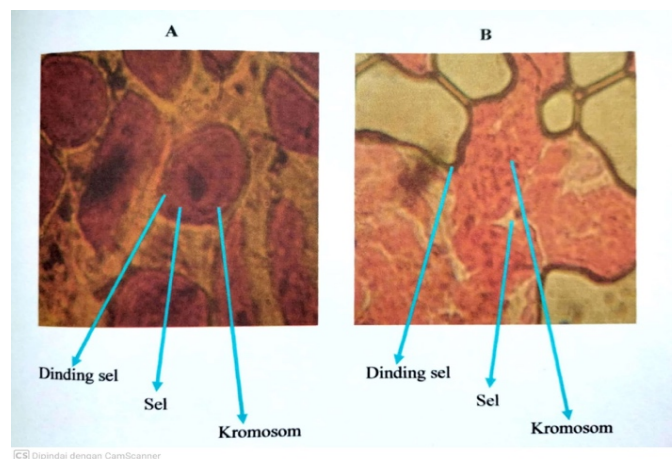 A
B
Dinding sel
Sel
Kromosom
Dinding sel
Sel
Kromosom
CS Dipindai dengan CamScanner